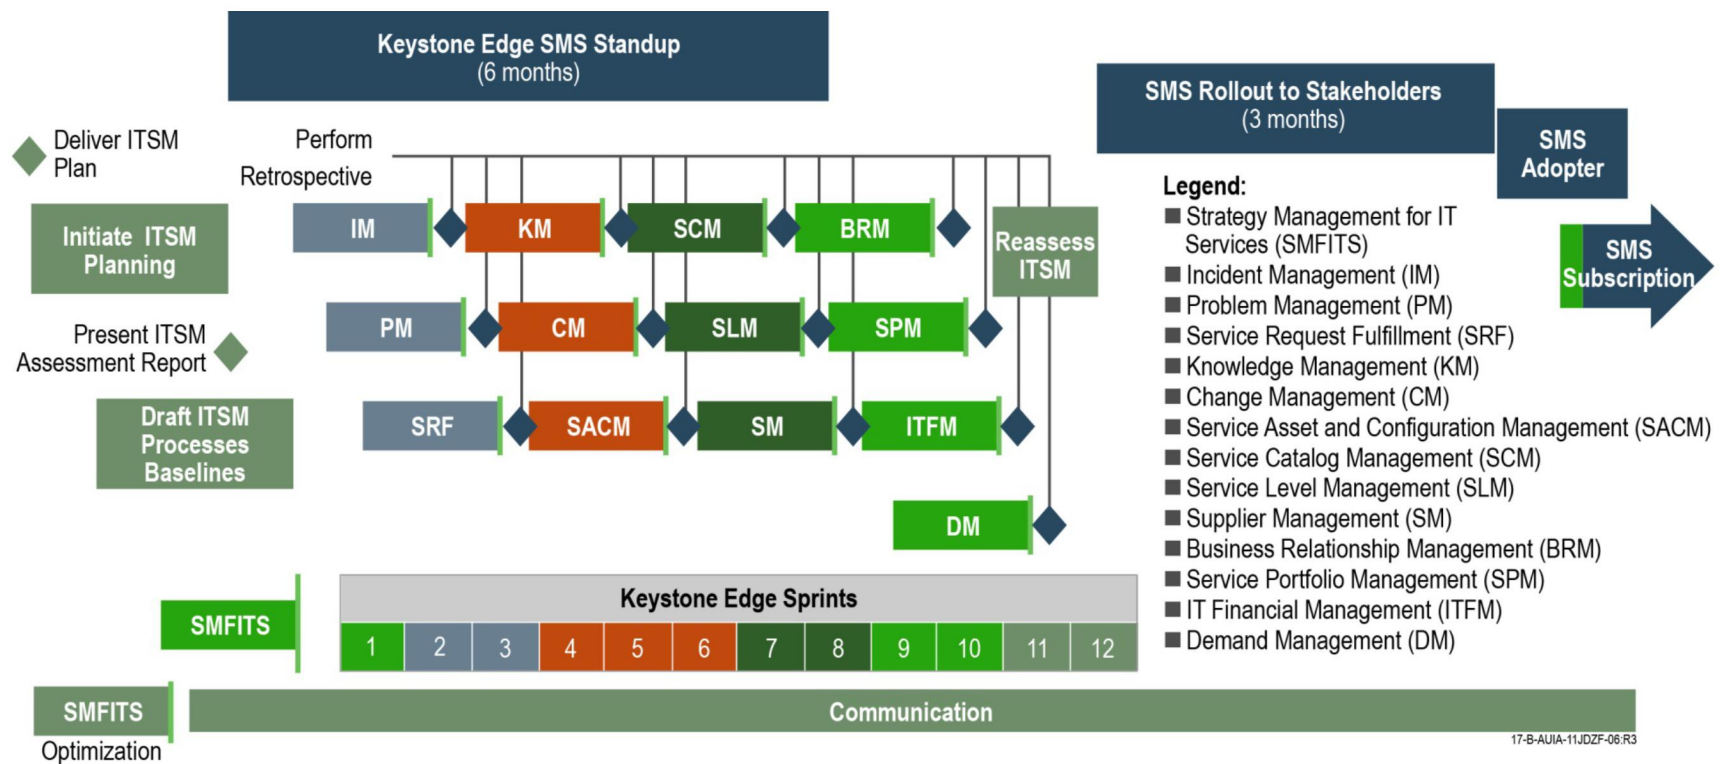 Keystone Edge SMS Standup
(6 months)
SMS Rollout to Stakeholders
(3 months)
SMS
Adopter
SMS
Subscription
Deliver ITSM
Plan
Initiate ITSM
Planning
Present ITSM
Assessment Report
Draft ITSM
Processes
Baselines
Perform
Retrospective
IM
KM
SCM
BRM
Reassess
ITSM
PM
CM
SLM
SPM
SRF
SACM
SM
ITFM
DM
SMFITS
Keystone Edge Sprints
1 2 3 4 5 6 7 8 9 10 11 12
SMFITS
Optimization
Communication
Legend:
Strategy Management for IT
Services (SMFITS)
Incident Management (IM)
Problem Management (PM)
Service Request Fulfillment (SRF)
Knowledge Management (KM)
Change Management (CM)
Service Asset and Configuration Management (SACM)
Service Catalog Management (SCM)
Service Level Management (SLM)
Supplier Management (SM)
Business Relationship Management (BRM)
Service Portfolio Management (SPM)
IT Financial Management (ITFM)
Demand Management (DM)
17-B-AUIA-11JDZF-06:R3